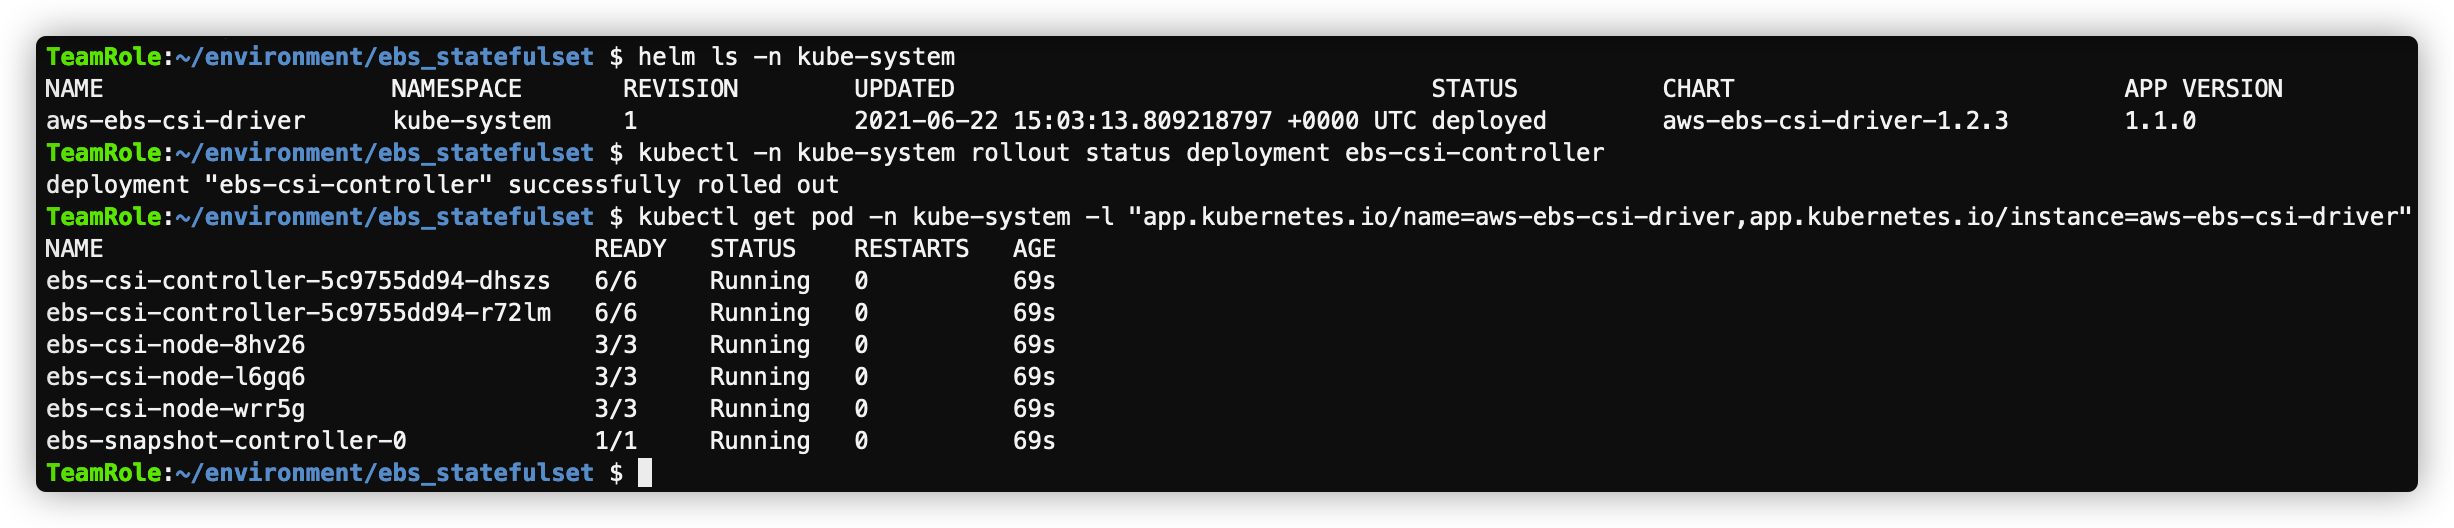 TeamRole:~/environment/ebs_statefulset $ helm ls -n kube-system
NAME NAMESPACE REVISION UPDATED STATUS CHART APP VERSION
aws-ebs-csi-driver kube-system 1 2021-06-22 15:03:13.809218797 +0000 UTC deployed aws-ebs-csi-driver-1.2.3 1.1.0
TeamRole:~/environment/ebs_statefulset $ kubectl -n kube-system rollout status deployment ebs-csi-controller
deployment "ebs-csi-controller" successfully rolled out
TeamRole:~/environment/ebs_statefulset $ kubectl get pod -n kube-system -l "app.kubernetes.io/name=aws-ebs-csi-driver,app.kubernetes.io/instance=aws-ebs-csi-driver"
NAME READY STATUS RESTARTS AGE
ebs-csi-controller-5c9755dd94-dhszs 6/6 Running 0 69s
ebs-csi-controller-5c9755dd94-r72lm 6/6 Running 0 69s
ebs-csi-node-8hv26 3/3 Running 0 69s
ebs-csi-node-l6gq6 3/3 Running 0 69s
ebs-csi-node-wrr5g 3/3 Running 0 69s
ebs-snapshot-controller-0 1/1 Running 0 69s
TeamRole:~/environment/ebs_statefulset $